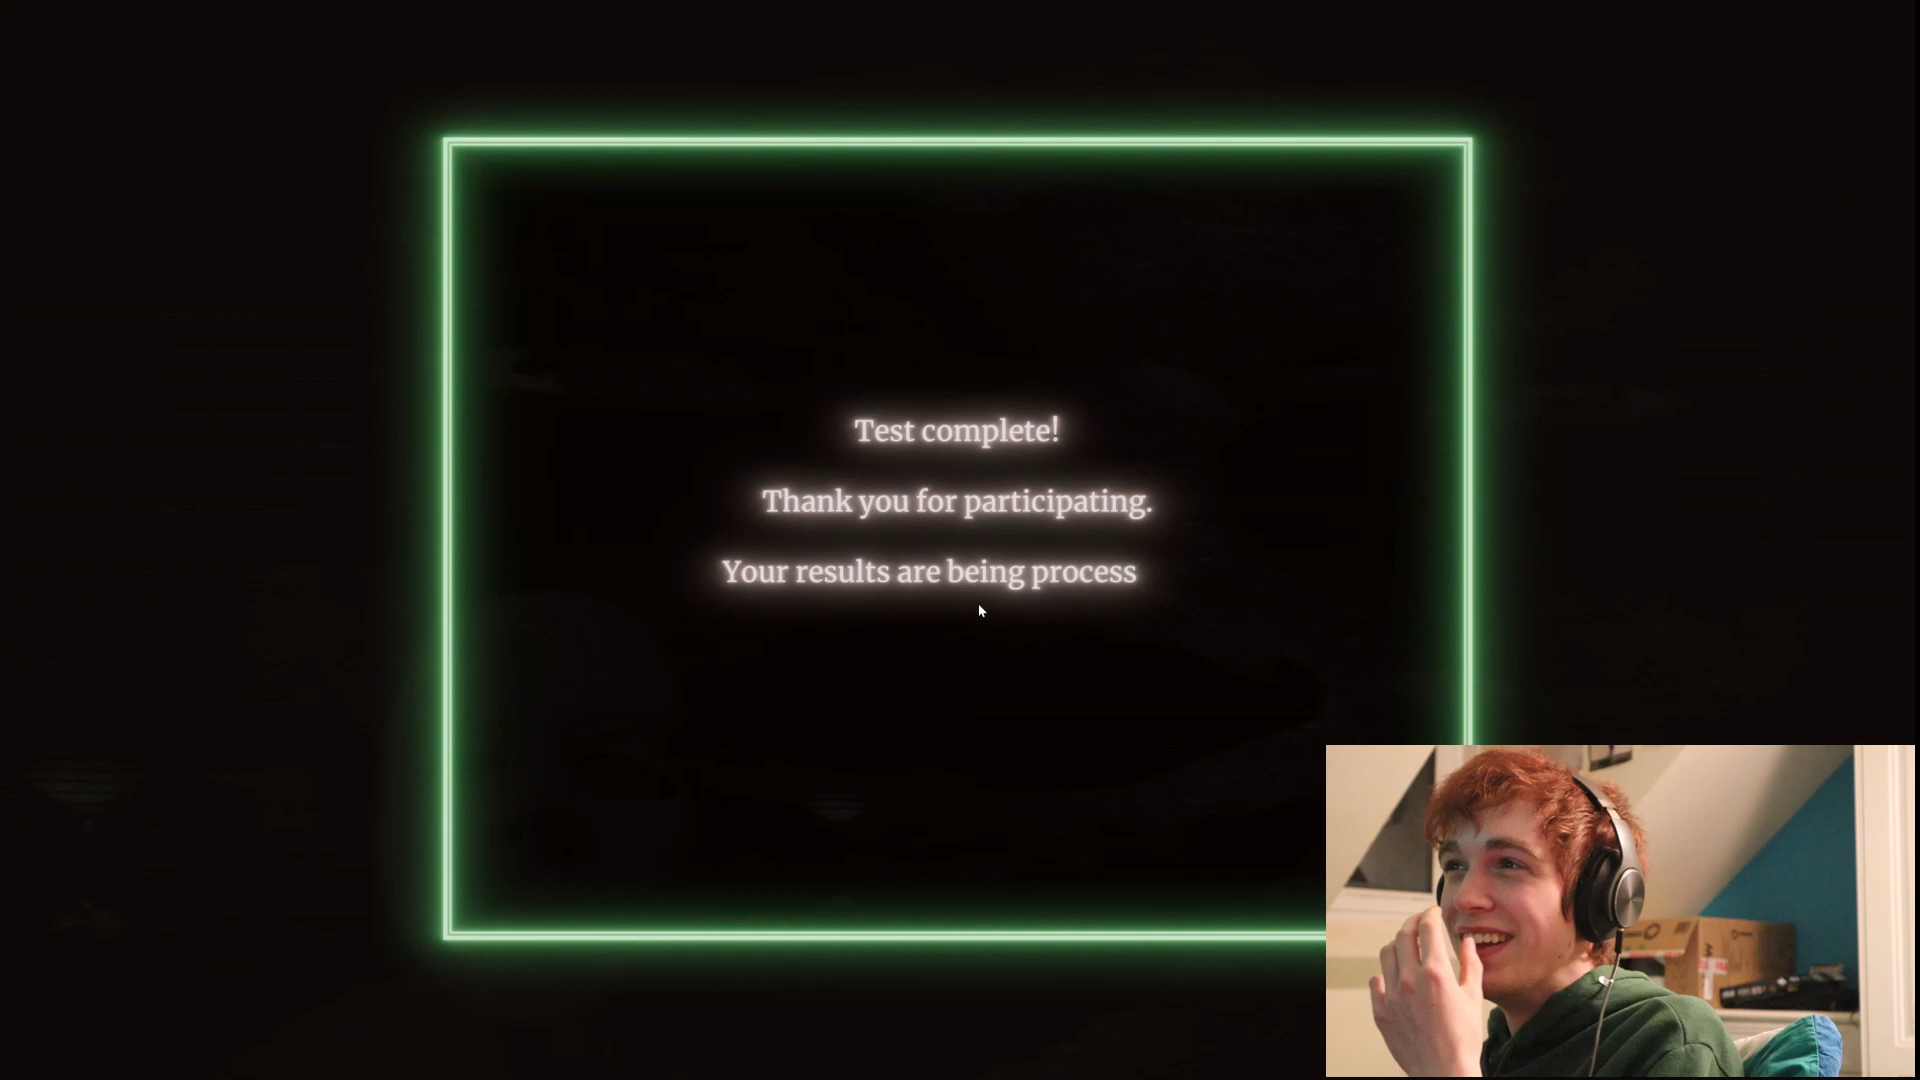 Test complete!
Thank you for participating.
Your results are being process